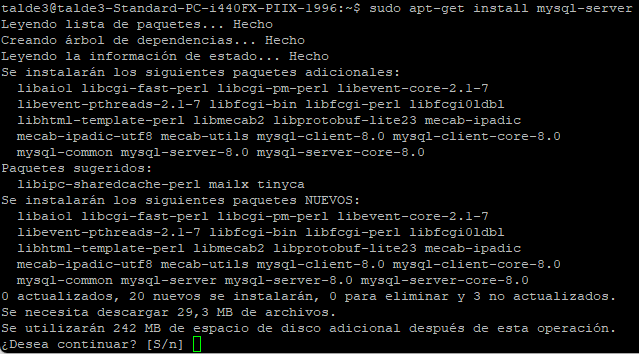 talde3@talde3-Standard-PC-i440FX-PIIX-1996:~$ sudo apt-get install mysql-server
Leyendo lista de paquetes... Hecho
Creando árbol de dependencias... Hecho
Leyendo la información de estado... Hecho
Se instalarán los siguientes paquetes adicionales:
  libaio1 libcgi-fast-perl libcgi-pm-perl libevent-core-2.1-7
  libevent-pthreads-2.1-7 libfcgi-bin libfcgi-perl libfcgi0ldbl
  libhtml-template-perl libmecab2 libprotobuf-lite23 mecab-ipadic
  mecab-ipadic-utf8 mecab-utils mysql-client-8.0 mysql-client-core-8.0
  mysql-common mysql-server-8.0 mysql-server-core-8.0
Paquetes sugeridos:
  libipc-sharedcache-perl mailx tinyca
Se instalarán los siguientes paquetes NUEVOS:
  libaio1 libcgi-fast-perl libcgi-pm-perl libevent-core-2.1-7
  libevent-pthreads-2.1-7 libfcgi-bin libfcgi-perl libfcgi0ldbl
  libhtml-template-perl libmecab2 libprotobuf-lite23 mecab-ipadic
  mecab-ipadic-utf8 mecab-utils mysql-client-8.0 mysql-client-core-8.0
  mysql-common mysql-server mysql-server-8.0 mysql-server-core-8.0
0 actualizados, 20 nuevos se instalarán, 0 para eliminar y 3 no actualizados.
Se necesita descargar 29,3 MB de archivos.
Se utilizarán 242 MB de espacio de disco adicional después de esta operación.
¿Desea continuar? [S/n]